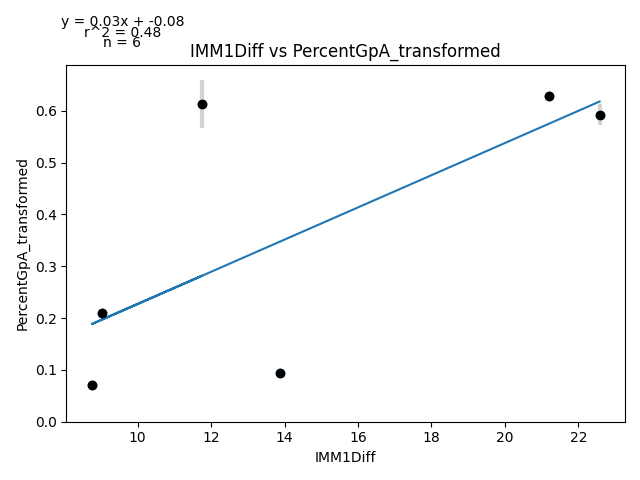 y = 0.03x + -0.08
r^2 = 0.48
n = 6
IMM1Diff vs PercentGpA_transformed
PercentGpA_transformed
0.6
0.5
0.4
0.3
0.2
0.1
0.0
10 12 14 16 18 20 22
IMM1Diff